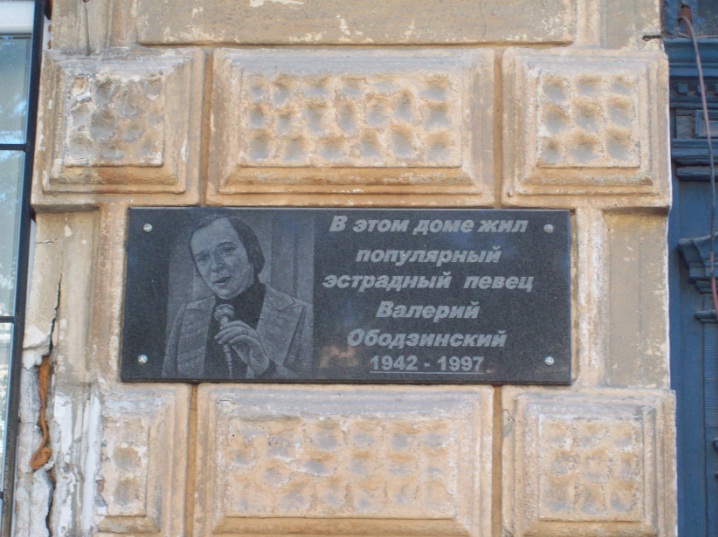 В этом доме жил
популярный
эстрадный певец
Валерий
Ободзинский
1942 - 1997